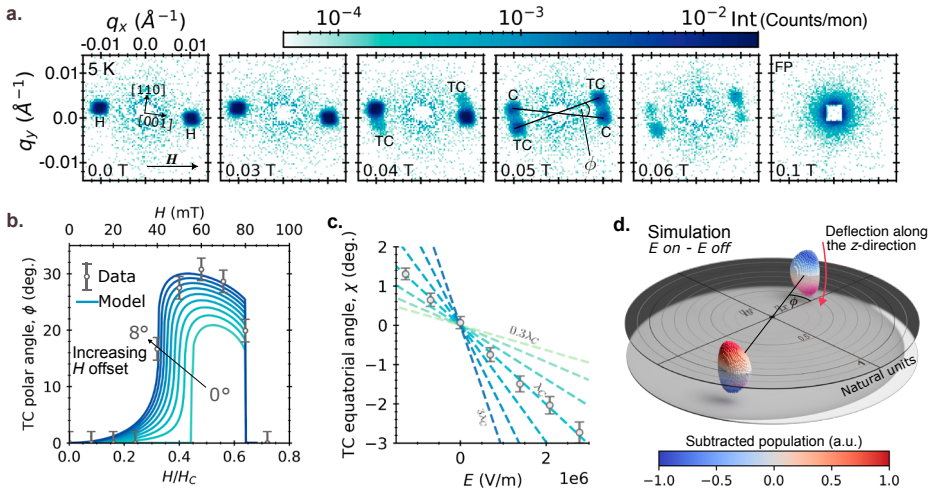 a.
q_x (Å⁻¹)
-0.01 0.0 0.01
10⁻⁴ 10⁻³ 10⁻² Int (Counts/mon)
q_y (Å⁻¹)
0.01
0.0
-0.01
5 K
[110]
[001]
H H
0.0 T H
0.03 T
TC
TC
0.04 T
C TC
TC C
ϕ
0.05 T
0.06 T
FP
0.1 T
b.
H (mT)
0 20 40 60 80 100
TC polar angle, ϕ (deg.)
30
20
10
0
Data
Model
8°
Increasing
H offset
0°
0.0 0.2 0.4 0.6 0.8
H/H_C
c.
TC equatorial angle, χ (deg.)
2
1
0
−1
−2
−3
0.3λ_C
λ_C
3λ_C
0 2
E (V/m) 1e6
d.
Simulation
E on - E off
Deflection along
the z-direction
ϕ
0.5
1
Natural units
Subtracted population (a.u.)
−1.0 −0.5 0.0 0.5 1.0